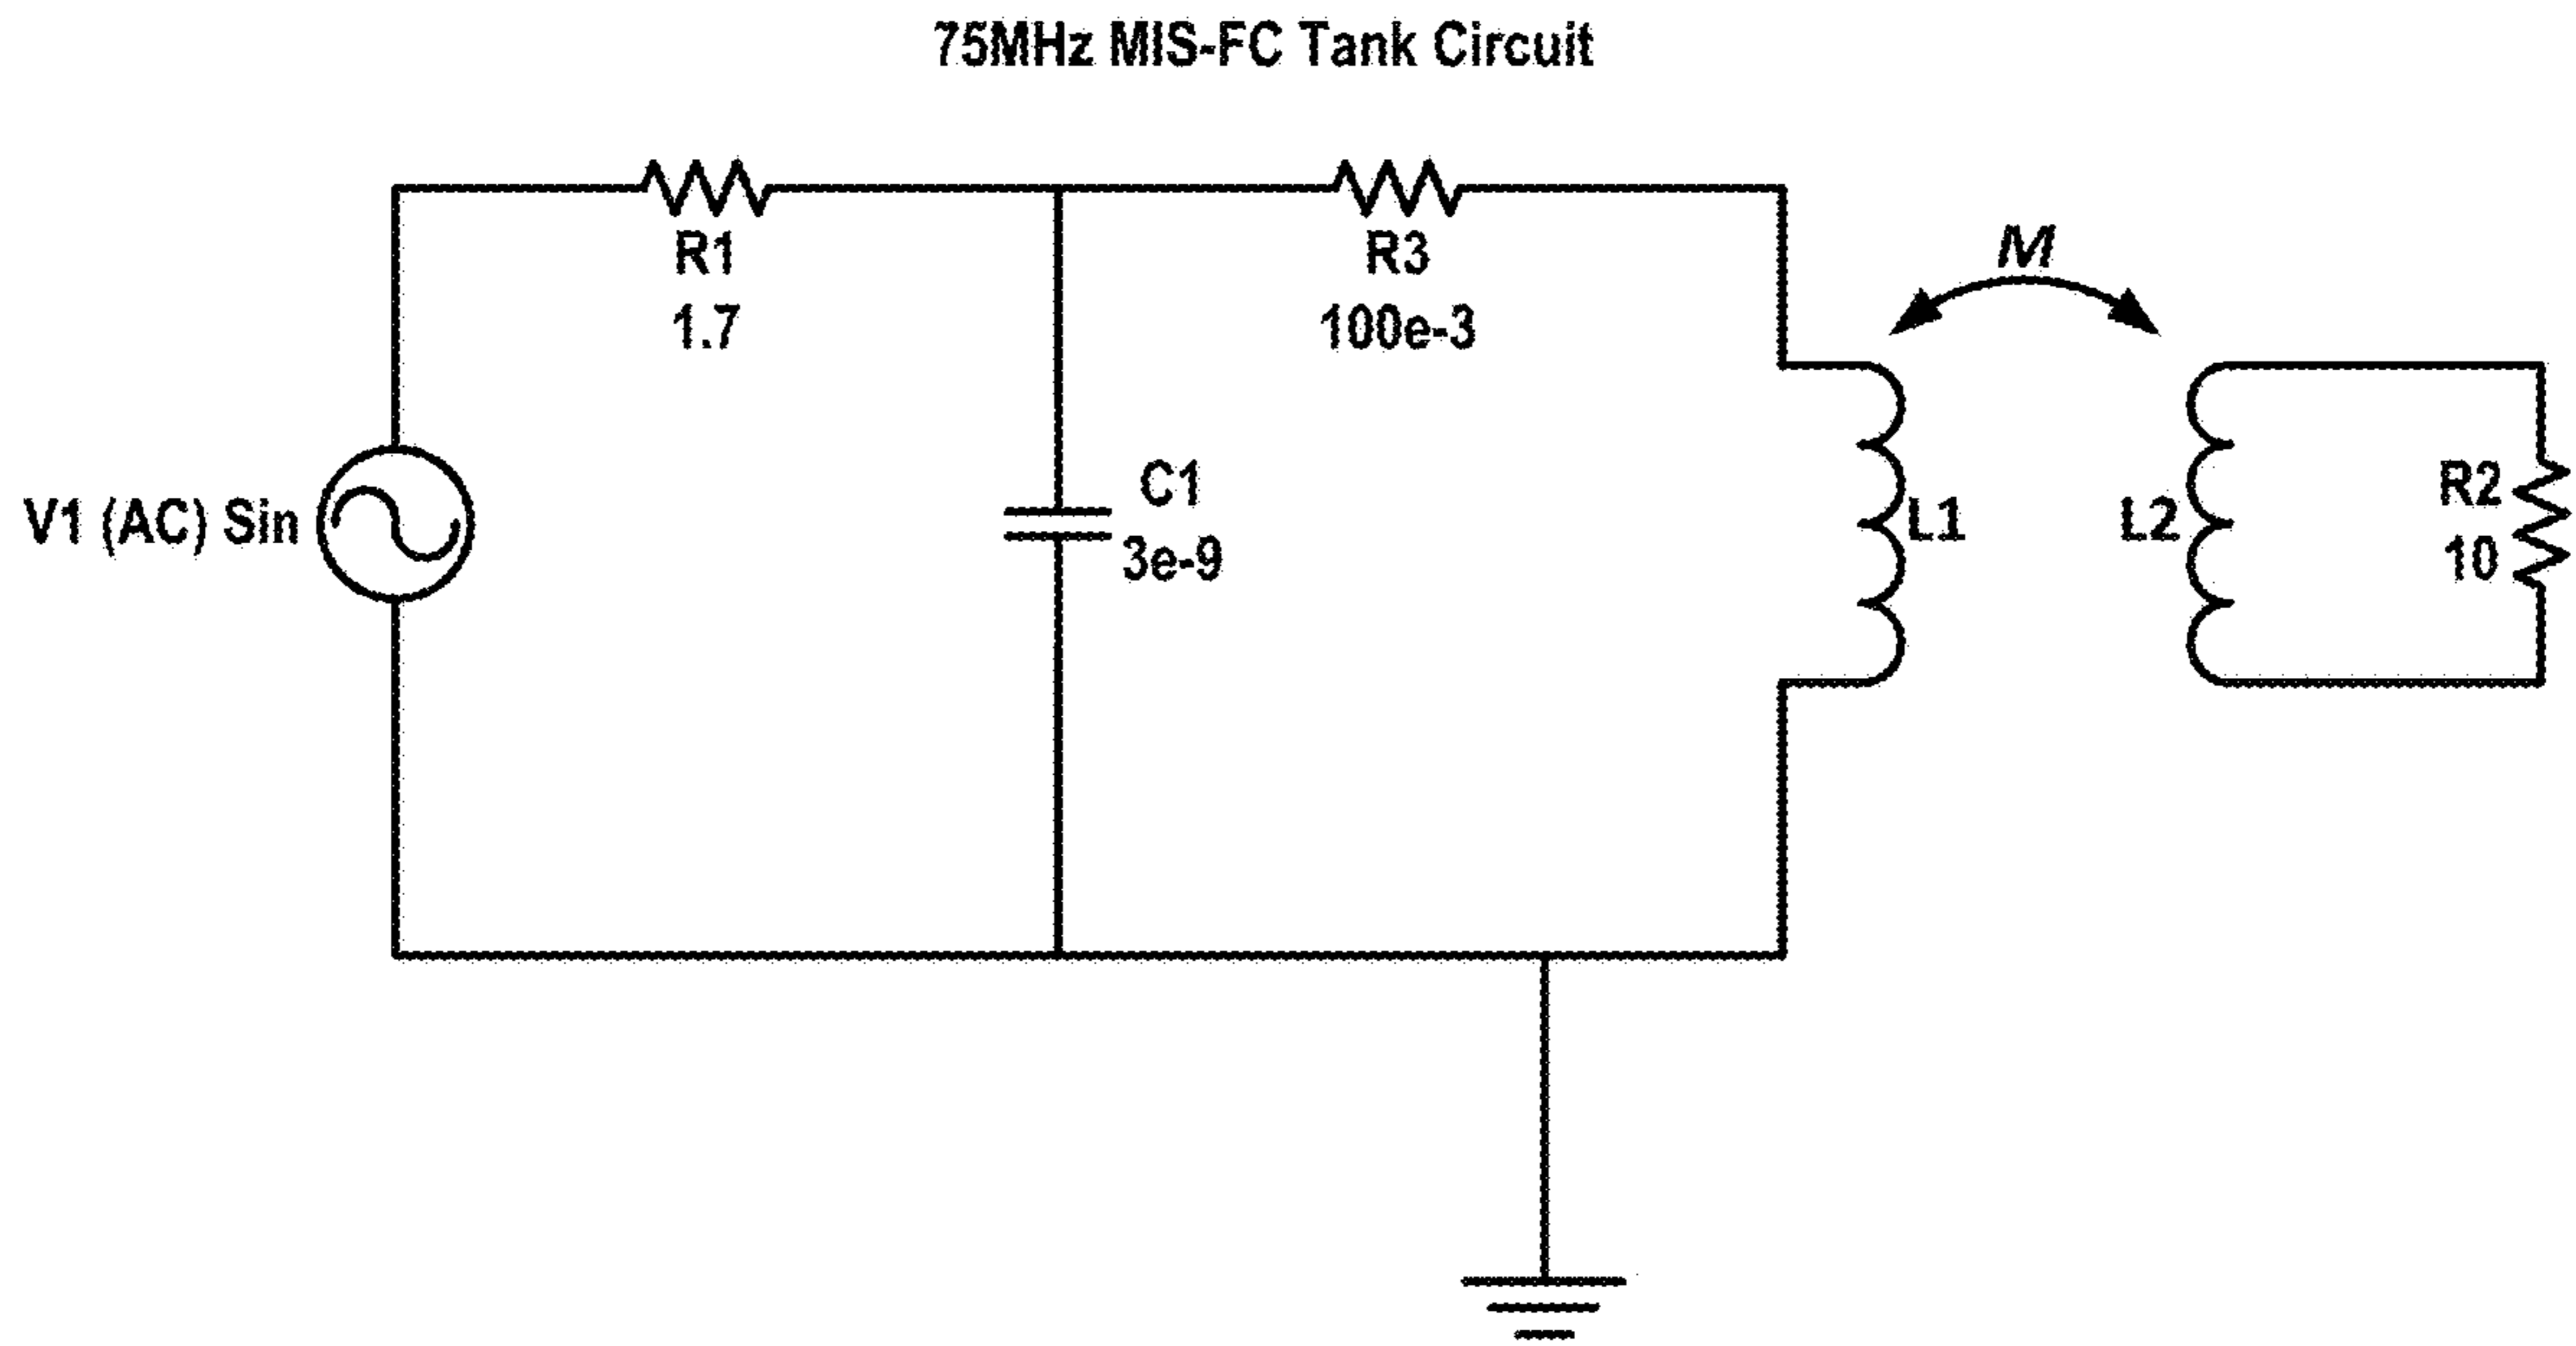 75MHz MIS-FC Tank Circuit
R1
1.7
R3
100e-3
M
V1 (AC) Sin
C1
3e-9
L1
L2
R2
10